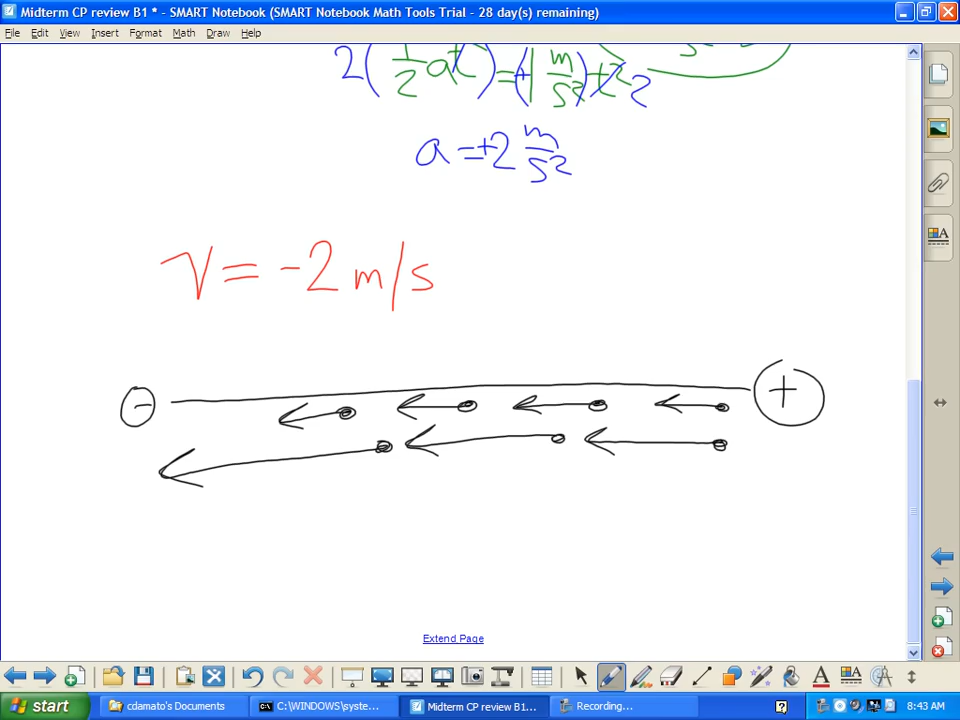 Midterm CP review B1 * - SMART Notebook (SMART Notebook Math Tools Trial - 28 day(s) remaining)
File Edit View Insert Format Math Draw Help
a = +2 m/s²
v = -2 m/s
- +
Extend Page
start cdamato's Documents C:\WINDOWS\syste... Midterm CP review B1... Recording... 8:43 AM